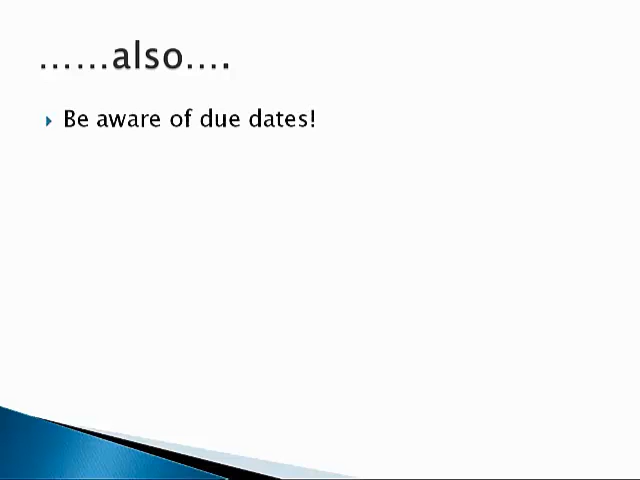 ......also....
Be aware of due dates!